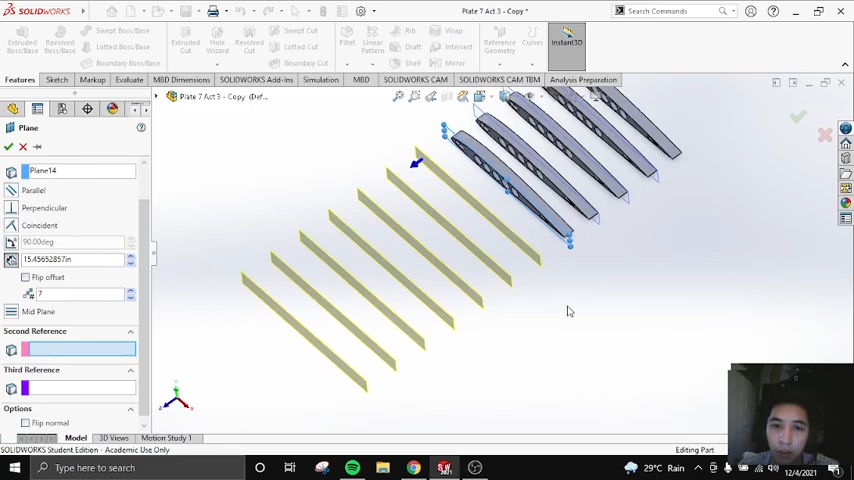 SOLIDWORKS
Plate 7 Act 3 - Copy *
Search Commands
Extruded Boss/Base
Revolved Boss/Base
Swept Boss/Base
Lofted Boss/Base
Boundary Boss/Base
Extruded Cut
Hole Wizard
Revolved Cut
Swept Cut
Lofted Cut
Boundary Cut
Fillet
Linear Pattern
Rib
Draft
Shell
Wrap
Intersect
Mirror
Reference Geometry
Curves
Instant3D
Features
Sketch
Markup
Evaluate
MBD Dimensions
SOLIDWORKS Add-Ins
Simulation
MBD
SOLIDWORKS CAM
SOLIDWORKS CAM TBM
Analysis Preparation
Plate 7 Act 3 - Copy (Def...
Plane
Plane14
Parallel
Perpendicular
Coincident
90.00deg
15.45652857in
Flip offset
7
Mid Plane
Second Reference
Third Reference
Options
Flip normal
Model
3D Views
Motion Study 1
SOLIDWORKS Student Edition - Academic Use Only
Editing Part
Type here to search
29°C Rain
12/4/2021